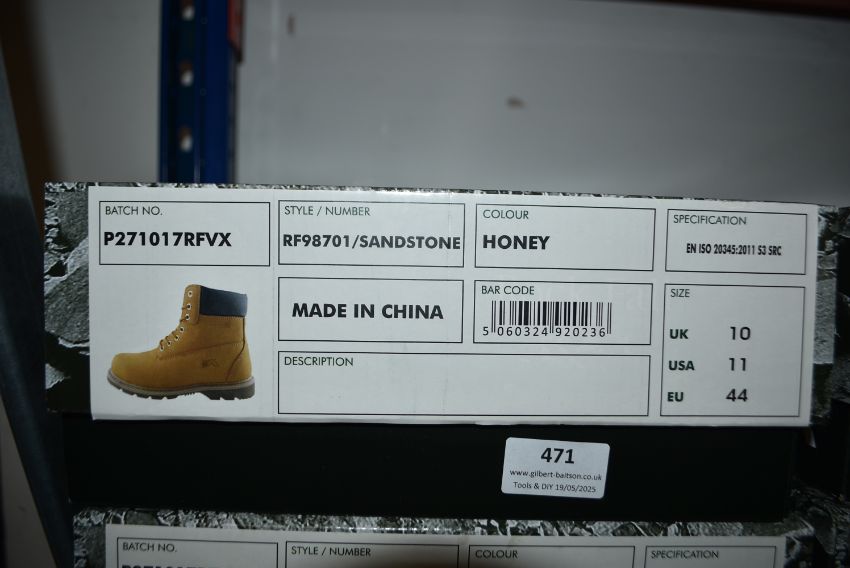 BATCH NO.
P271017RFVX
STYLE / NUMBER
RF98701/SANDSTONE
COLOUR
HONEY
SPECIFICATION
EN ISO 20345:2011 S3 SRC
MADE IN CHINA
BAR CODE
5 060324 920236
SIZE
UK 10
USA 11
EU 44
DESCRIPTION
471
www.gilbert-baitson.co.uk
Tools & DIY 19/05/2025
BATCH NO.
STYLE / NUMBER
COLOUR
SPECIFICATION